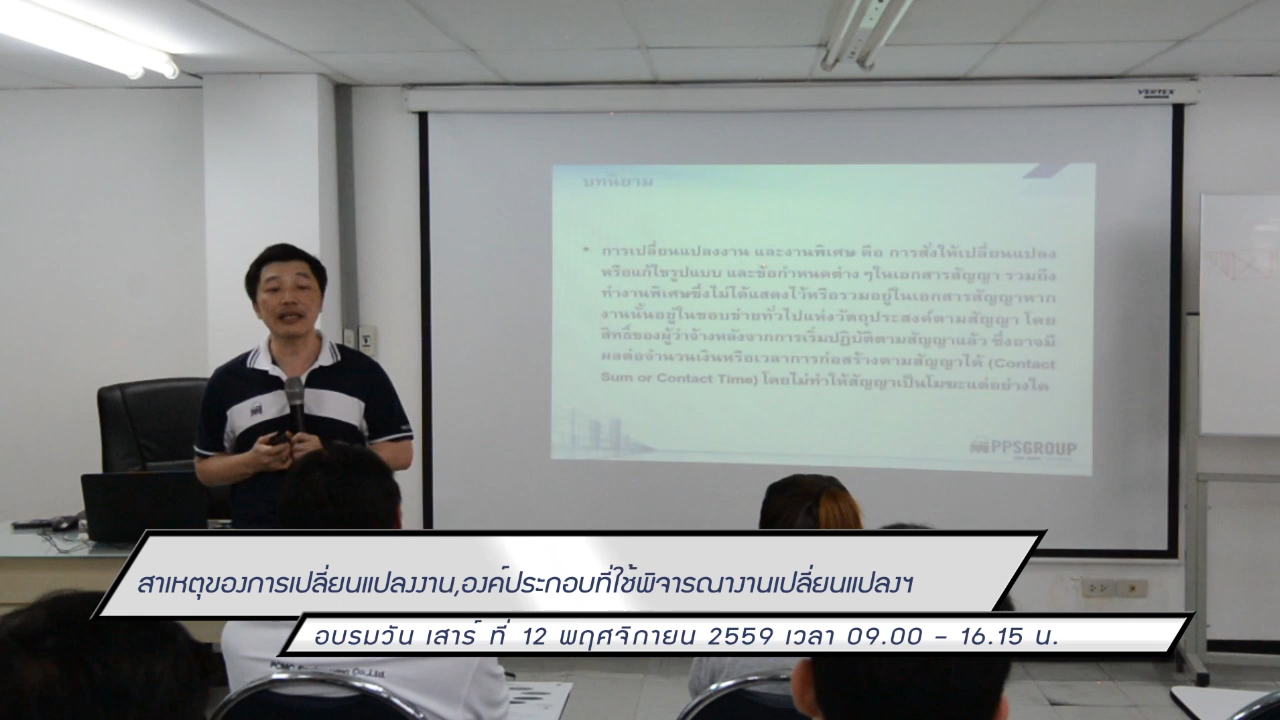 VERTEX
บทนิยาม
• การเปลี่ยนแปลงงาน และงานพิเศษ คือ การสั่งให้เปลี่ยนแปลง
หรือแก้ไขรูปแบบ และข้อกำหนดต่าง ๆในเอกสารสัญญา รวมถึง
ทำงานพิเศษซึ่งไม่ได้แสดงไว้หรือรวมอยู่ในเอกสารสัญญาหาก
งานนั้นอยู่ในขอบข่ายทั่วไปแห่งวัตถุประสงค์ตามสัญญา โดย
สิทธิ์ของผู้ว่าจ้างหลังจากการเริ่มปฏิบัติตามสัญญาแล้ว ซึ่งอาจมี
ผลต่อจำนวนเงินหรือเวลาการก่อสร้างตามสัญญาได้ (Contact
Sum or Contact Time) โดยไม่ทำให้สัญญาเป็นโมฆะแต่อย่างใด
PPSGROUP
สาเหตุของการเปลี่ยนแปลงงาน,องค์ประกอบที่ใช้พิจารณางานเปลี่ยนแปลงฯ
อบรมวัน เสาร์ ที่ 12 พฤศจิกายน 2559 เวลา 09.00 - 16.15 น.